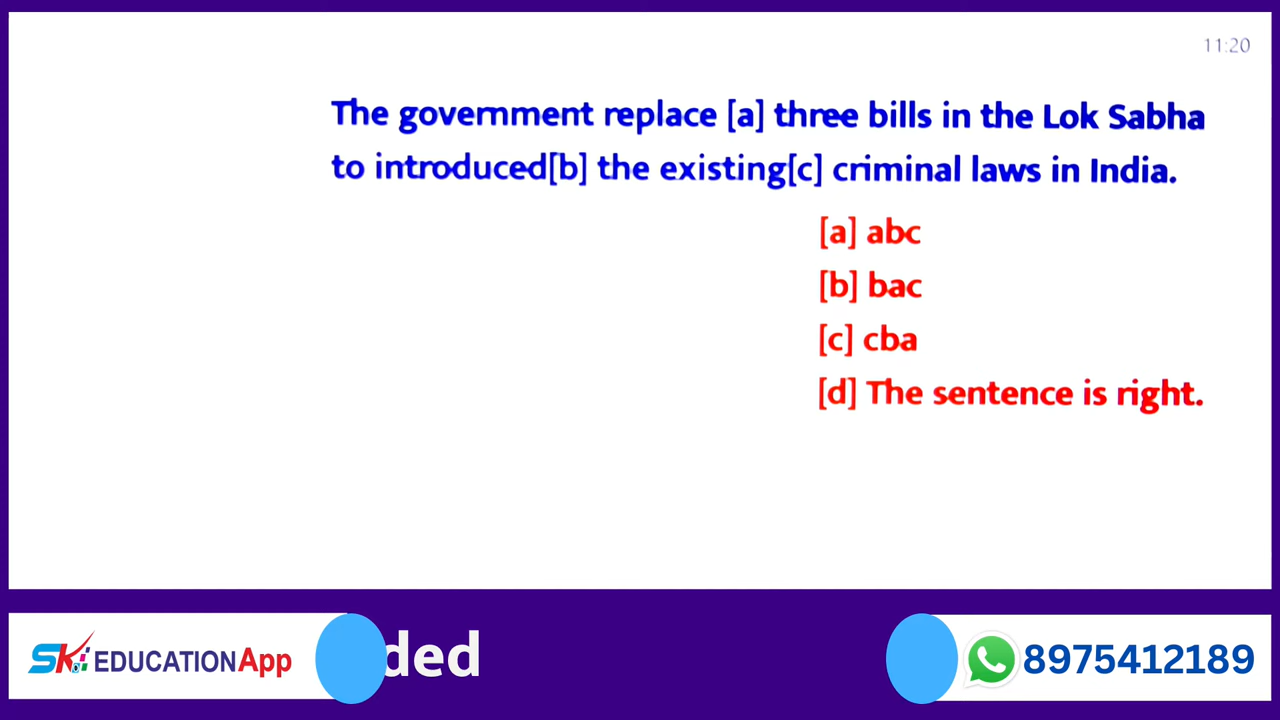 11:20
The government replace [a] three bills in the Lok Sabha
to introduced[b] the existing[c] criminal laws in India.
[a] abc
[b] bac
[c] cba
[d] The sentence is right.
SK EDUCATIONApp
ded
8975412189